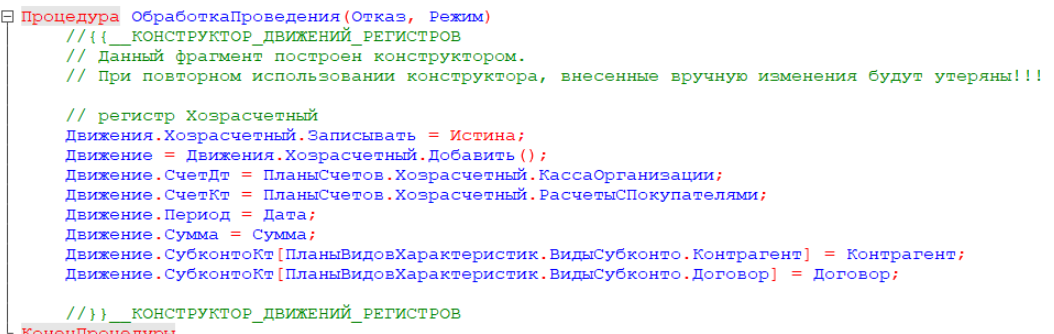 Процедура ОбработкаПроведения(Отказ, Режим)
//{{__КОНСТРУКТОР_ДВИЖЕНИЙ_РЕГИСТРОВ
// Данный фрагмент построен конструктором.
// При повторном использовании конструктора, внесенные вручную изменения будут утеряны!!!
// регистр Хозрасчетный
Движения.Хозрасчетный.Записывать = Истина;
Движение = Движения.Хозрасчетный.Добавить();
Движение.СчетДт = ПланыСчетов.Хозрасчетный.КассаОрганизации;
Движение.СчетКт = ПланыСчетов.Хозрасчетный.РасчетыСПокупателями;
Движение.Период = Дата;
Движение.Сумма = Сумма;
Движение.СубконтоКт[ПланыВидовХарактеристик.ВидыСубконто.Контрагент] = Контрагент;
Движение.СубконтоКт[ПланыВидовХарактеристик.ВидыСубконто.Договор] = Договор;
//}}__КОНСТРУКТОР_ДВИЖЕНИЙ_РЕГИСТРОВ
КонецПроцедуры